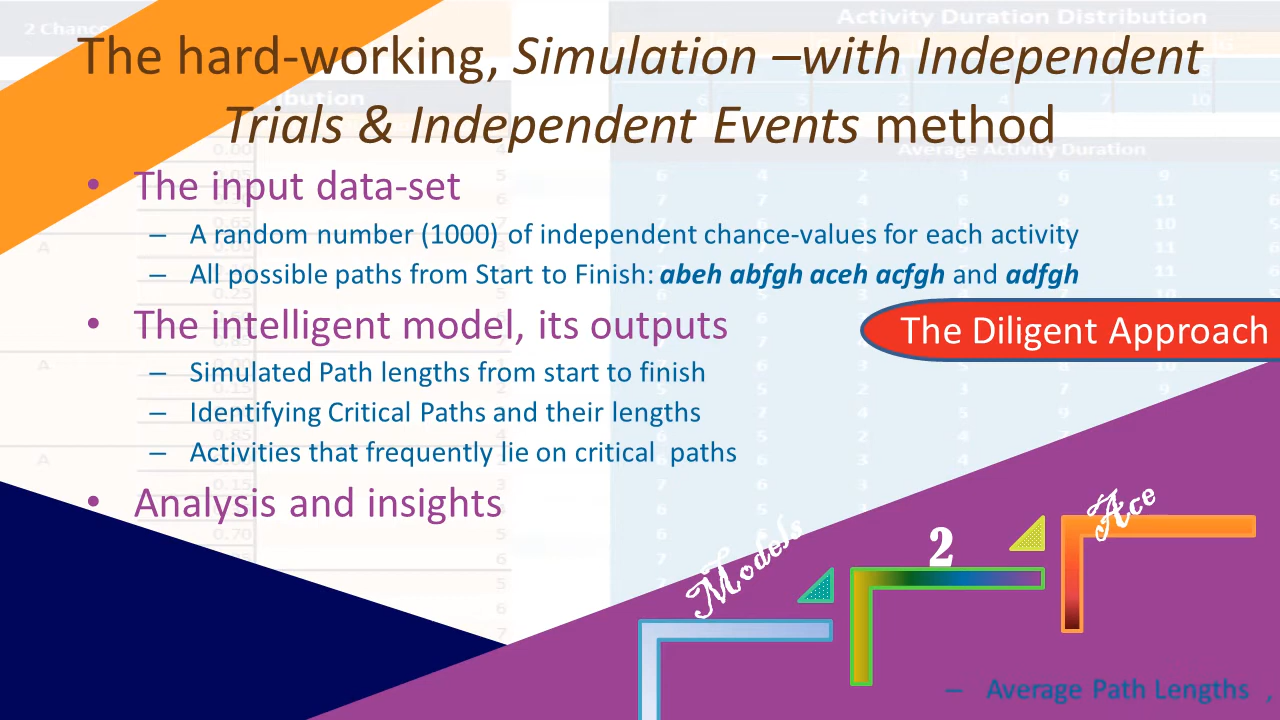 2 Chance
Activity Duration Distribution
The hard-working, Simulation –with Independent
Trials & Independent Events method
Average Activity Duration
• The input data-set
– A random number (1000) of independent chance-values for each activity
– All possible paths from Start to Finish: abeh abfgh aceh acfgh and adfgh
• The intelligent model, its outputs
The Diligent Approach
– Simulated Path lengths from start to finish
– Identifying Critical Paths and their lengths
– Activities that frequently lie on critical paths
• Analysis and insights
Models
2
Ace
– Average Path Lengths ,